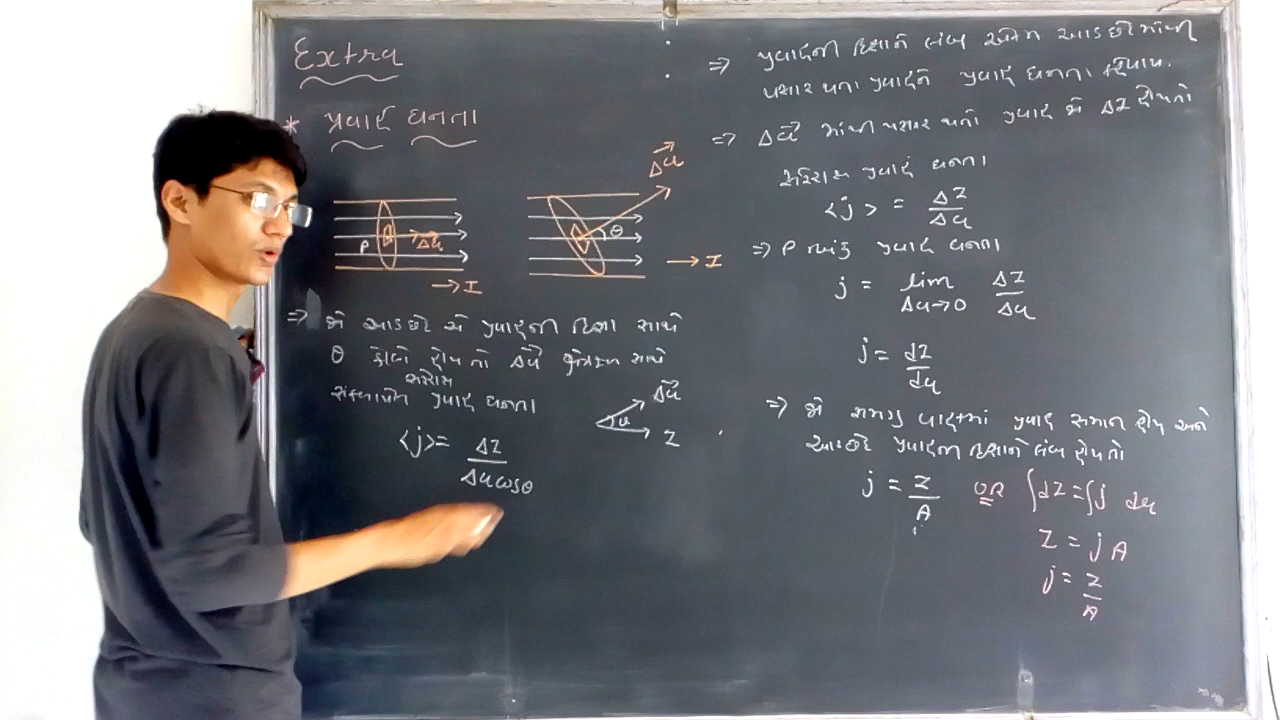 Extra
* પ્રવાહ ઘનતા
P Δa⃗
→ I
Δa⃗
θ
→ I
⇒ જો આડછેદ એ પ્રવાહની દિશા સાથે
θ કોણે હોય તો Δa⃗ ક્ષેત્રફળ સાથે
સરેરાશ
સંકળાયેલ પ્રવાહ ઘનતા
Δa⃗
I
<j> = ΔI / Δa cosθ
⇒ પ્રવાહની દિશાને લંબ એકમ આડછેદમાંથી
પસાર થતા પ્રવાહને પ્રવાહ ઘનતા કહેવાય.
⇒ Δa⃗ માંથી પસાર થતો પ્રવાહ જો ΔI હોય તો
સરેરાશ પ્રવાહ ઘનતા
<j> = ΔI / Δa
⇒ P આગળ પ્રવાહ ઘનતા
j = lim Δa→0 ΔI / Δa
j = dI / da
⇒ જો સમગ્ર વાહકમાં પ્રવાહ સમાન હોય અને
આડછેદ પ્રવાહની દિશાને લંબ હોય તો
j = I / A OR ∫dI = ∫j da
I = j A
j = I / A